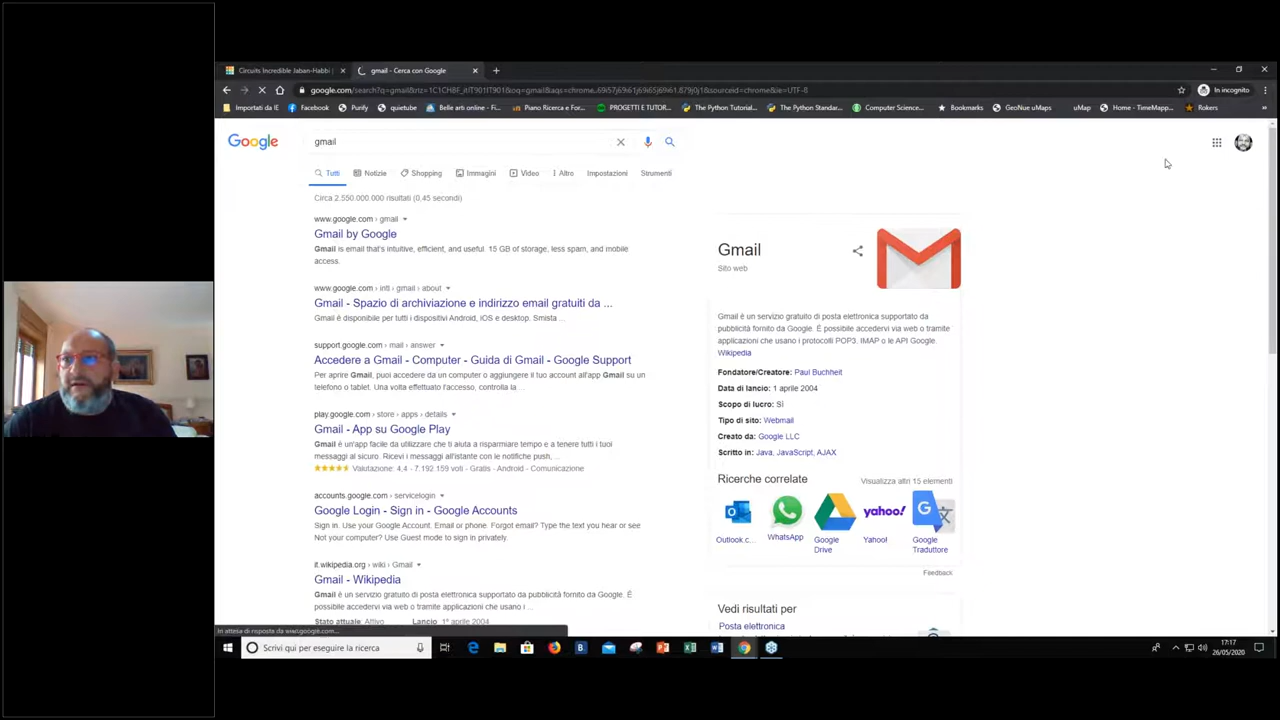 Circuits Incredible Jaban-Habbi
gmail - Cerca con Google
In incognito
Importati da IE
Facebook
Purify
quietube
Belle arti online - Fi...
Piano Ricerca e For...
PROGETTI E TUTOR...
The Python Tutorial...
The Python Standar...
Computer Science...
Bookmarks
GeoNue uMaps
uMap
Home - TimeMapp...
Rokers
Google
gmail
Tutti
Notizie
Shopping
Immagini
Video
Altro
Impostazioni
Strumenti
Circa 2.550.000.000 risultati (0,45 secondi)
www.google.com › gmail
Gmail by Google
Gmail is email that's intuitive, efficient, and useful. 15 GB of storage, less spam, and mobile
access.
www.google.com › intl › gmail › about
Gmail - Spazio di archiviazione e indirizzo email gratuiti da ...
Gmail è disponibile per tutti i dispositivi Android, iOS e desktop. Smista ...
support.google.com › mail › answer
Accedere a Gmail - Computer - Guida di Gmail - Google Support
Per aprire Gmail, puoi accedere da un computer o aggiungere il tuo account all'app Gmail su un
telefono o tablet. Una volta effettuato l'accesso, controlla la ...
play.google.com › store › apps › details
Gmail - App su Google Play
Gmail è un'app facile da utilizzare che ti aiuta a risparmiare tempo e a tenere tutti i tuoi
messaggi al sicuro. Ricevi i messaggi all'istante con le notifiche push, ...
Valutazione: 4,4 - 7.192.159 voti - Gratis - Android - Comunicazione
accounts.google.com › servicelogin
Google Login - Sign in - Google Accounts
Sign in. Use your Google Account. Email or phone. Forgot email? Type the text you hear or see
Not your computer? Use Guest mode to sign in privately.
it.wikipedia.org › wiki › Gmail
Gmail - Wikipedia
Gmail è un servizio gratuito di posta elettronica supportato da pubblicità fornito da Google. È
possibile accedervi via web o tramite applicazioni che usano i ...
Stato attuale: Attivo Lancio: 1º aprile 2004
In attesa di risposta da www.google.com...
Gmail
Sito web
Gmail è un servizio gratuito di posta elettronica supportato da
pubblicità fornito da Google. È possibile accedervi via web o tramite
applicazioni che usano i protocolli POP3, IMAP o le API Google.
Wikipedia
Fondatore/Creatore: Paul Buchheit
Data di lancio: 1 aprile 2004
Scopo di lucro: Sì
Tipo di sito: Webmail
Creato da: Google LLC
Scritto in: Java, JavaScript, AJAX
Ricerche correlate
Visualizza altri 15 elementi
yahoo!
G
Outlook.c...
WhatsApp
Google
Drive
Yahoo!
Google
Traduttore
Feedback
Vedi risultati per
Posta elettronica
Scrivi qui per eseguire la ricerca
17:17
26/05/2020